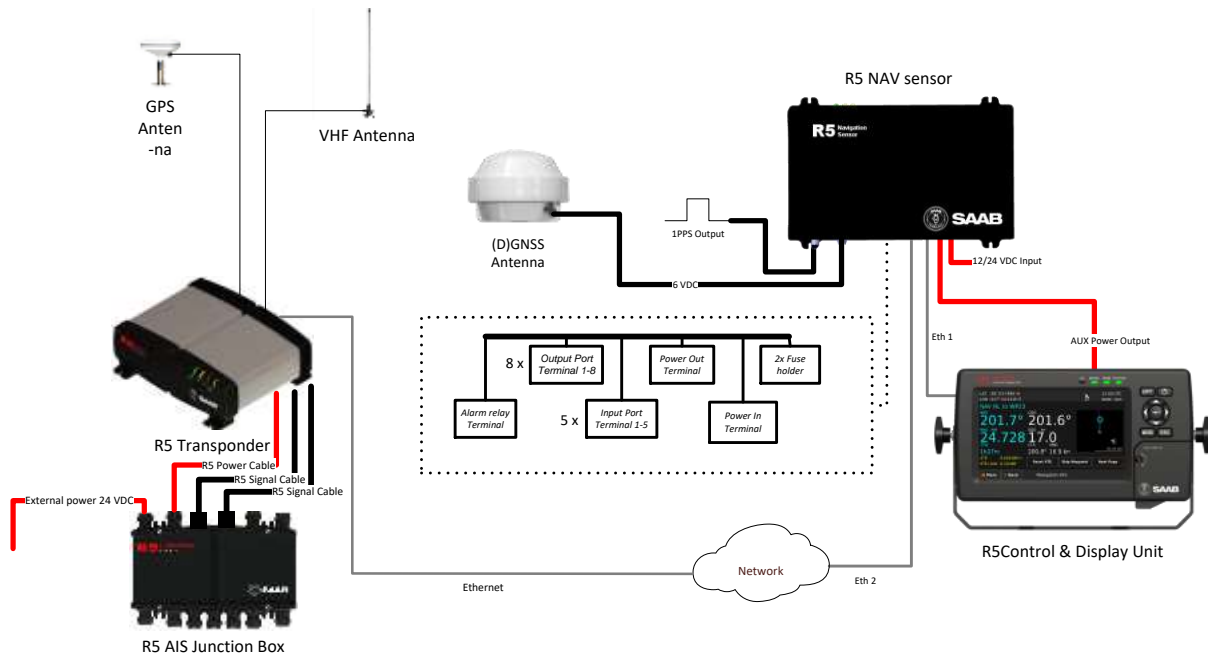 R5 NAV sensor
GPS
Anten
-na
VHF Antenna
R5 Navigation
Sensor
SAAB
(D)GNSS
Antenna
1PPS Output
6 VDC
12/24 VDC Input
Eth 1
AUX Power Output
8 x
Output Port
Terminal 1-8
Power Out
Terminal
2x Fuse
holder
Alarm relay
Terminal
5 x
Input Port
Terminal 1-5
Power In
Terminal
R5 Transponder
R5 Power Cable
R5 Signal Cable
R5 Signal Cable
External power 24 VDC
201.7°
201.6°
24.728
17.0
SAAB
R5Control & Display Unit
Network
Ethernet
Eth 2
R5
SAAB
R5 AIS Junction Box